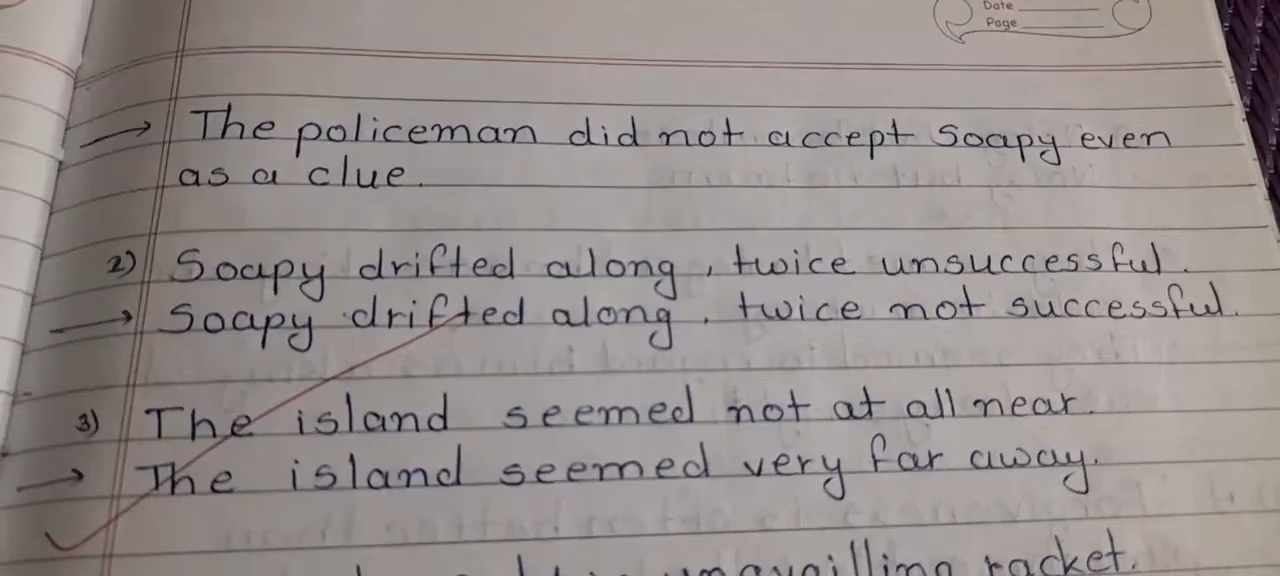 Date
Page
→ The policeman did not accept Soapy even
as a clue.
2) Soapy drifted along, twice unsuccessful.
→ Soapy drifted along, twice not successful.
3) The island seemed not at all near.
→ The island seemed very far away.
racket.